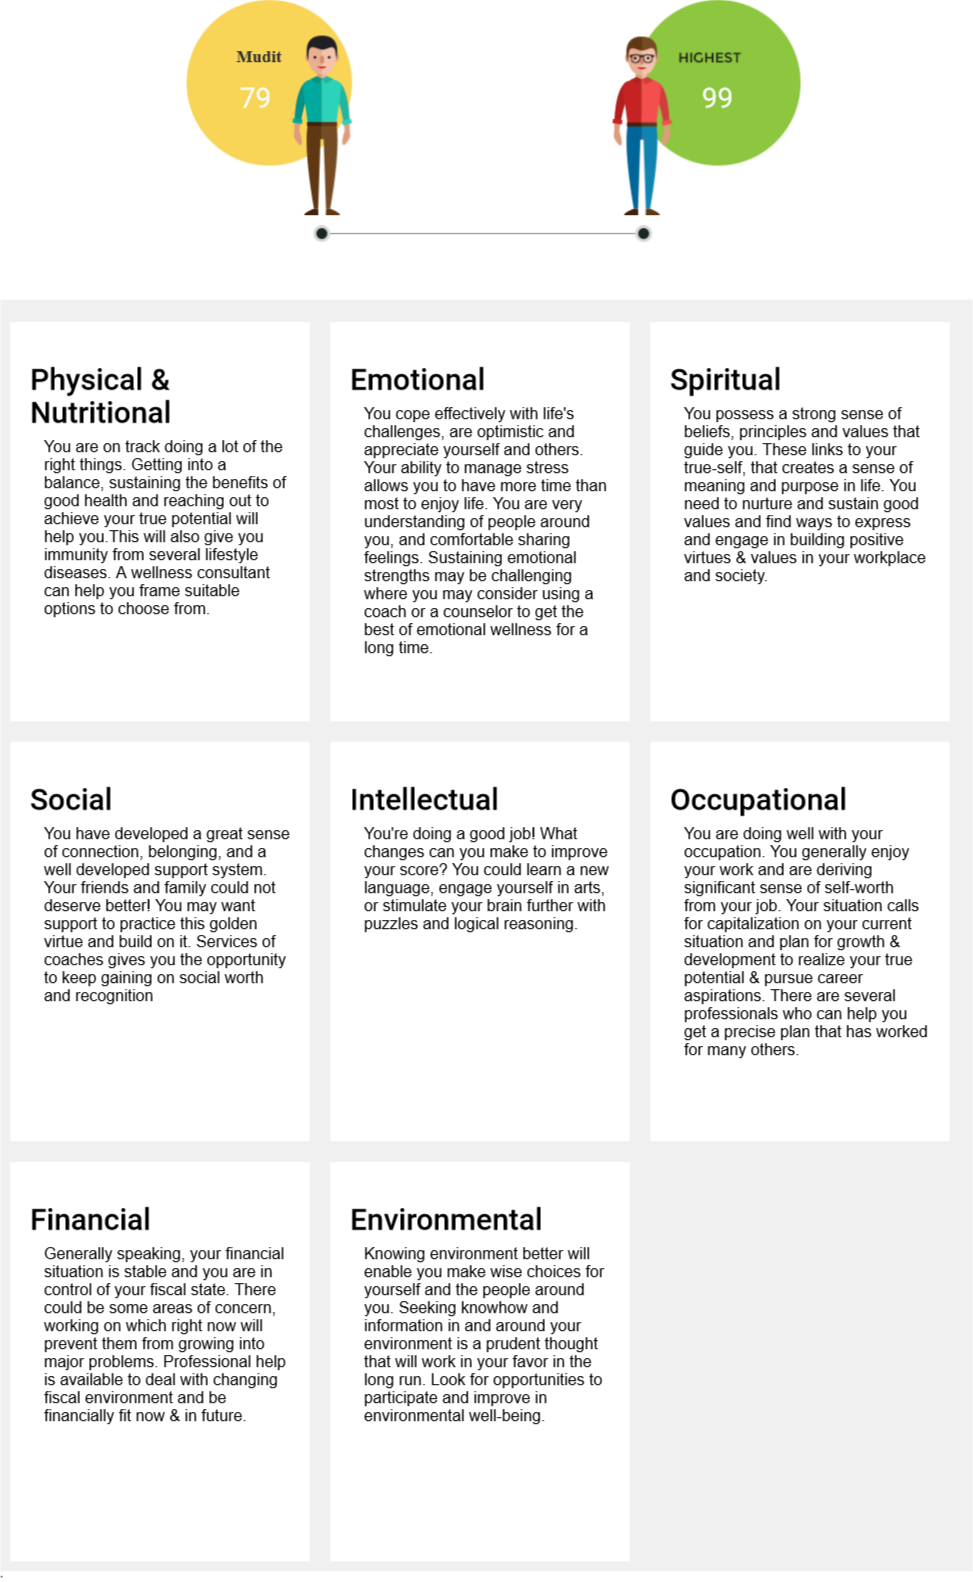 Mudit
79
HIGHEST
99
Physical &
Nutritional
You are on track doing a lot of the
right things. Getting into a
balance, sustaining the benefits of
good health and reaching out to
achieve your true potential will
help you.This will also give you
immunity from several lifestyle
diseases. A wellness consultant
can help you frame suitable
options to choose from.
Emotional
You cope effectively with life's
challenges, are optimistic and
appreciate yourself and others.
Your ability to manage stress
allows you to have more time than
most to enjoy life. You are very
understanding of people around
you, and comfortable sharing
feelings. Sustaining emotional
strengths may be challenging
where you may consider using a
coach or a counselor to get the
best of emotional wellness for a
long time.
Spiritual
You possess a strong sense of
beliefs, principles and values that
guide you. These links to your
true-self, that creates a sense of
meaning and purpose in life. You
need to nurture and sustain good
values and find ways to express
and engage in building positive
virtues & values in your workplace
and society.
Social
You have developed a great sense
of connection, belonging, and a
well developed support system.
Your friends and family could not
deserve better! You may want
support to practice this golden
virtue and build on it. Services of
coaches gives you the opportunity
to keep gaining on social worth
and recognition
Intellectual
You're doing a good job! What
changes can you make to improve
your score? You could learn a new
language, engage yourself in arts,
or stimulate your brain further with
puzzles and logical reasoning.
Occupational
You are doing well with your
occupation. You generally enjoy
your work and are deriving
significant sense of self-worth
from your job. Your situation calls
for capitalization on your current
situation and plan for growth &
development to realize your true
potential & pursue career
aspirations. There are several
professionals who can help you
get a precise plan that has worked
for many others.
Financial
Generally speaking, your financial
situation is stable and you are in
control of your fiscal state. There
could be some areas of concern,
working on which right now will
prevent them from growing into
major problems. Professional help
is available to deal with changing
fiscal environment and be
financially fit now & in future.
Environmental
Knowing environment better will
enable you make wise choices for
yourself and the people around
you. Seeking knowhow and
information in and around your
environment is a prudent thought
that will work in your favor in the
long run. Look for opportunities to
participate and improve in
environmental well-being.